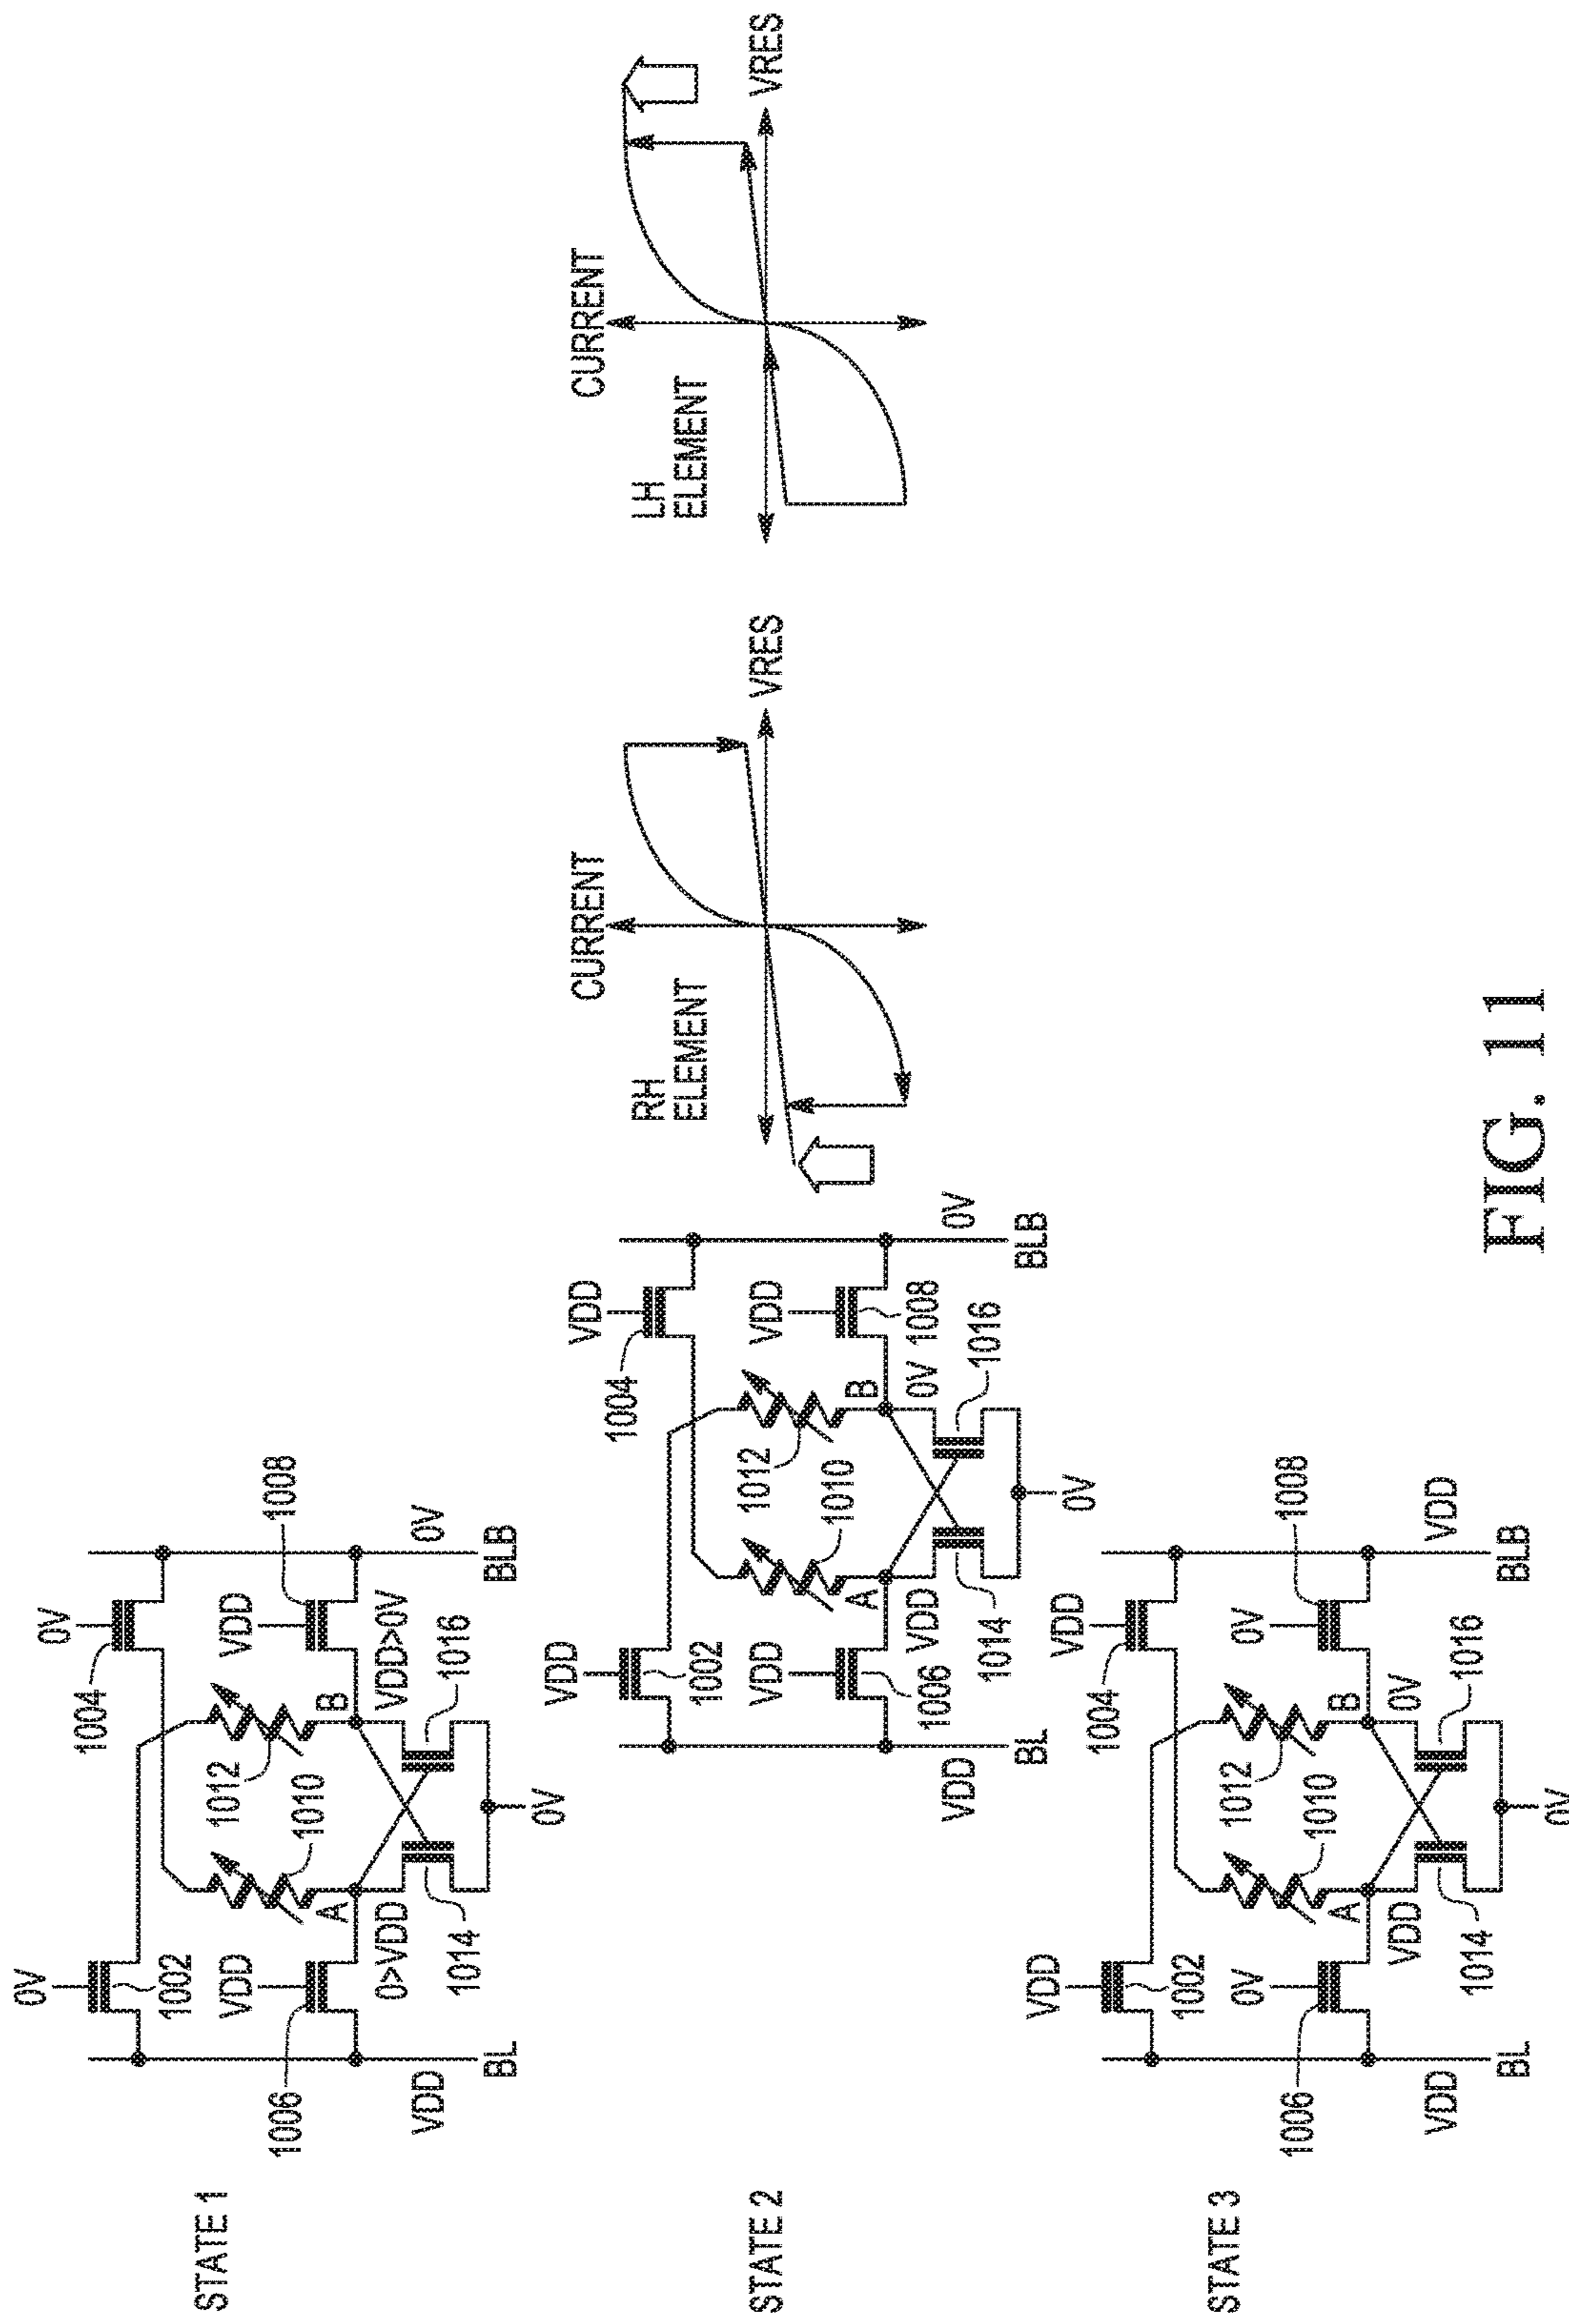 STATE 1
0V
0V
1002
1004
VDD
VDD
1006
1008
1012
1010
A
B
0>VDD
VDD>0V
1014
1016
VDD
0V
BL
BLB
0V
STATE 2
VDD
VDD
1002
1004
VDD
VDD
1006
1008
1012
1010
A
B
VDD
0V
1014
1016
VDD
0V
BL
BLB
0V
RH
ELEMENT
CURRENT
VRES
LH
ELEMENT
CURRENT
VRES
STATE 3
VDD
VDD
1002
1004
0V
0V
1006
1008
1012
1010
A
B
VDD
0V
1014
1016
VDD
VDD
BL
BLB
0V
FIG. 11